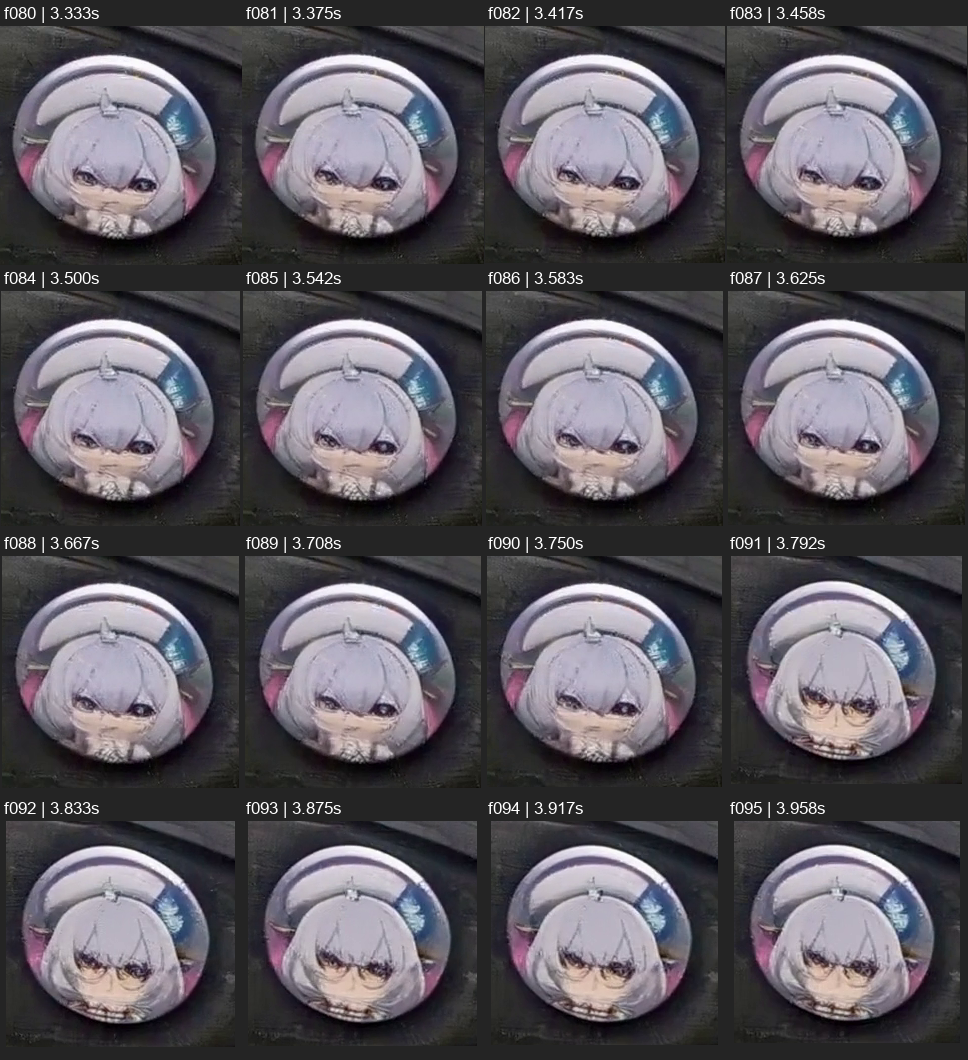 f080 | 3.333s
f081 | 3.375s
f082 | 3.417s
f083 | 3.458s
f084 | 3.500s
f085 | 3.542s
f086 | 3.583s
f087 | 3.625s
f088 | 3.667s
f089 | 3.708s
f090 | 3.750s
f091 | 3.792s
f092 | 3.833s
f093 | 3.875s
f094 | 3.917s
f095 | 3.958s